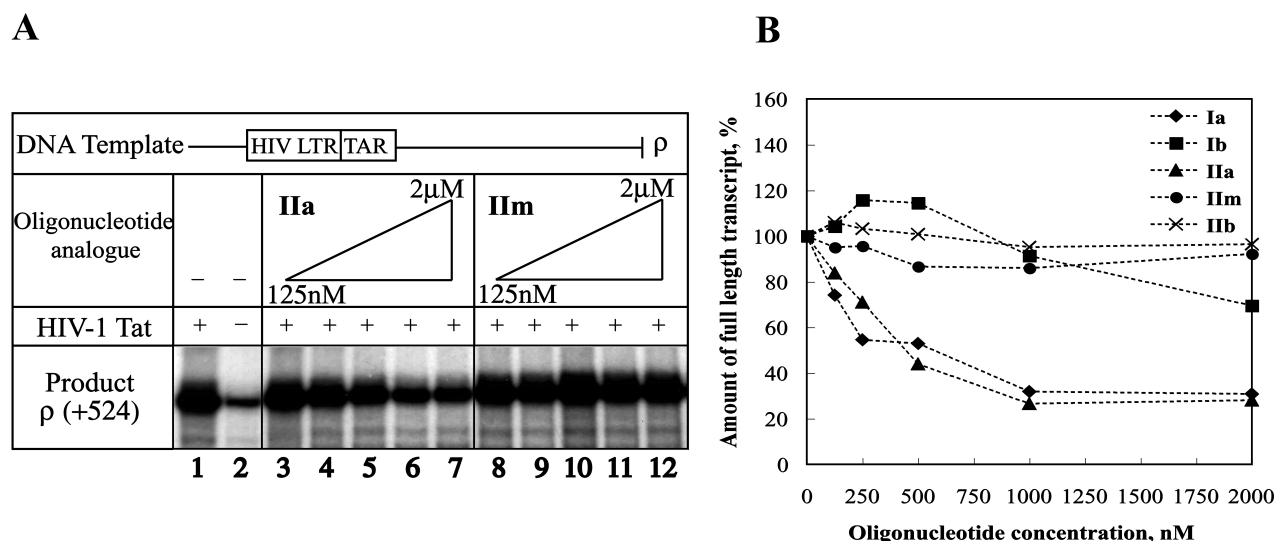 A
DNA Template HIV LTR TAR ρ
Oligonucleotide analogue
– –
IIa 2μM
125nM
IIm 2μM
125nM
HIV-1 Tat + – + + + + + + + + + +
Product
ρ (+524)
1 2 3 4 5 6 7 8 9 10 11 12
B
Amount of full length transcript, %
160
140
120
100
80
60
40
20
0
Ia
Ib
IIa
IIm
IIb
0 250 500 750 1000 1250 1500 1750 2000
Oligonucleotide concentration, nM